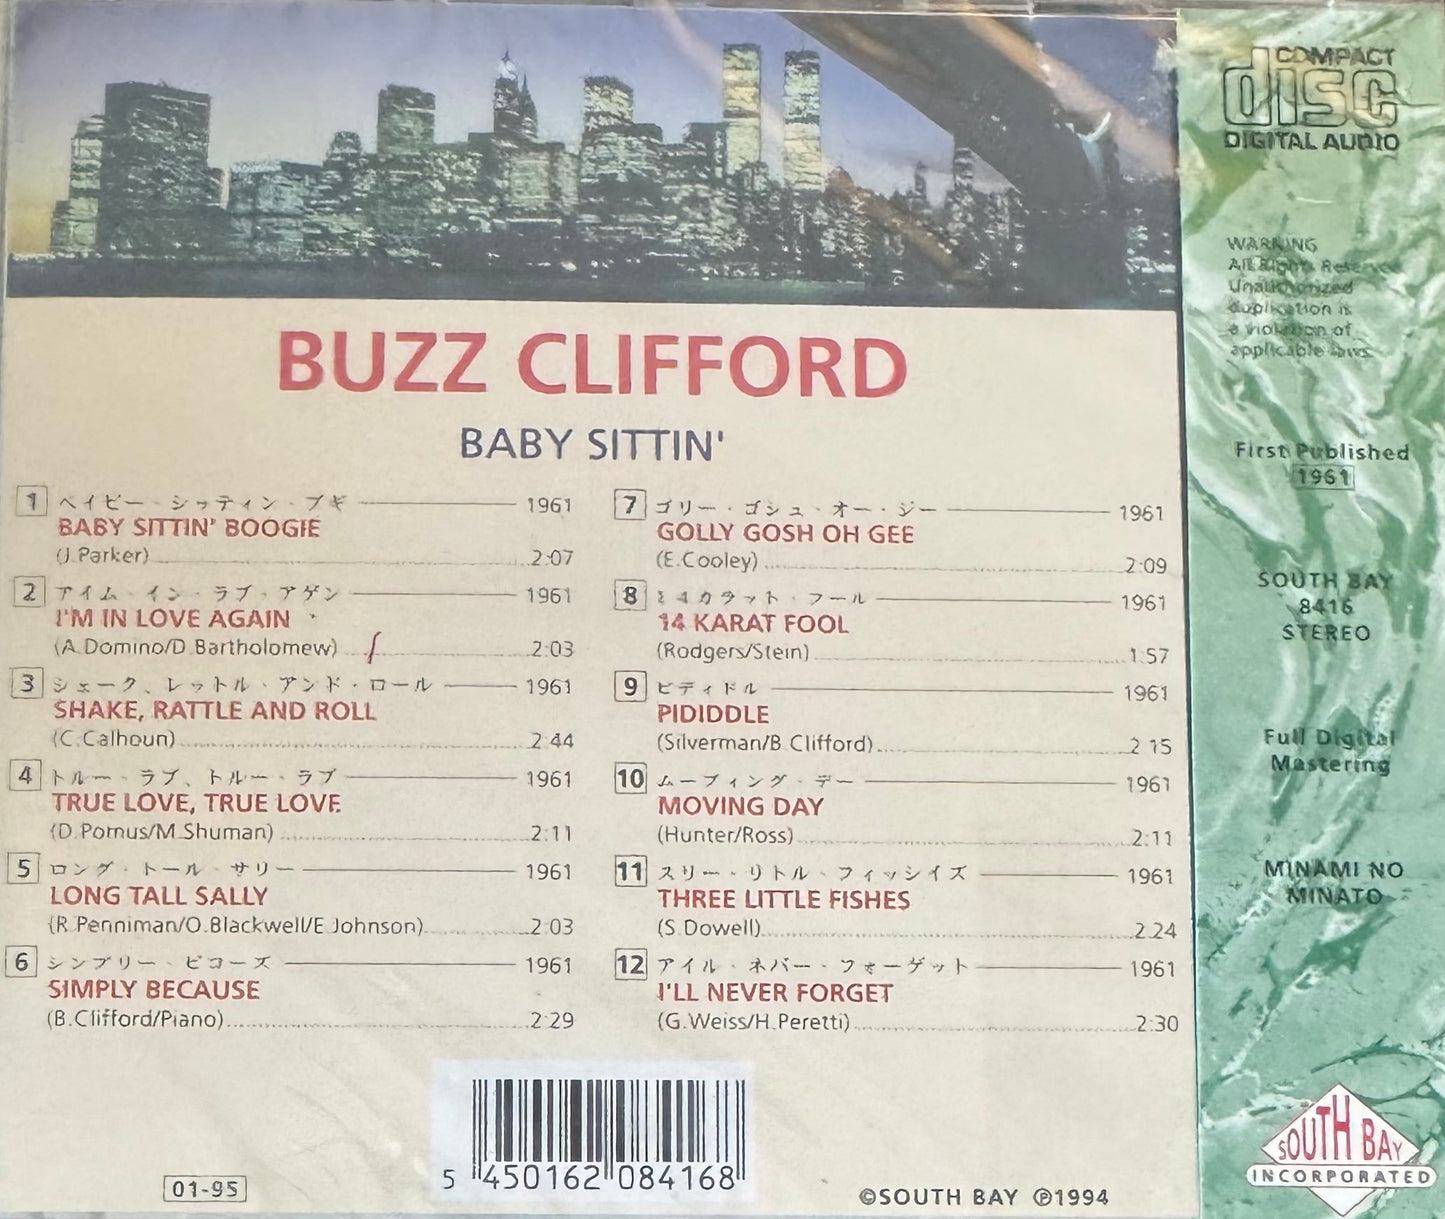 BUZZ CLIFFORD
BABY SITTIN'
1 ベイビー・シッティン・ブギ 1961
BABY SITTIN' BOOGIE
(J.Parker) 2:07
2 アイム・イン・ラブ・アゲン 1961
I'M IN LOVE AGAIN
(A.Domino/D.Bartholomew) 2:03
3 シェーク、レットル・アンド・ロール 1961
SHAKE, RATTLE AND ROLL
(C.Calhoun) 2:44
4 トルー・ラブ、トルー・ラブ 1961
TRUE LOVE, TRUE LOVE
(D.Pomus/M.Shuman) 2:11
5 ロング・トール・サリー 1961
LONG TALL SALLY
(R.Penniman/O.Blackwell/E.Johnson) 2:03
6 シンプリー・ビコーズ 1961
SIMPLY BECAUSE
(B.Clifford/Piano) 2:29
7 ゴリー・ゴシュ・オー・ジー 1961
GOLLY GOSH OH GEE
(E.Cooley) 2:09
8 カラット・フール 1961
14 KARAT FOOL
(Rodgers/Stein) 1:57
9 ピディドル 1961
PIDIDDLE
(Silverman/B.Clifford) 2:15
10 ムーブィング・デー 1961
MOVING DAY
(Hunter/Ross) 2:11
11 スリー・リトル・フィッシイズ 1961
THREE LITTLE FISHES
(S.Dowell) 2:24
12 アイル・ネバー・フォーゲット 1961
I'LL NEVER FORGET
(G.Weiss/H.Peretti) 2:30
01-95
5 450162 084168
©SOUTH BAY ℗1994
COMPACT
disc
DIGITAL AUDIO
WARNING
All Rights Reserved
Unauthorized
duplication is
a violation of
applicable laws
First Published
1961
SOUTH BAY
8416
STEREO
Full Digital
Mastering
MINAMI NO
MINATO
SOUTH BAY
INCORPORATED